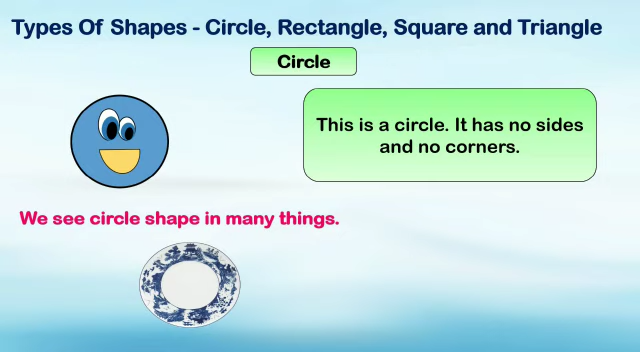 Types Of Shapes - Circle, Rectangle, Square and Triangle
Circle
This is a circle. It has no sides
and no corners.
We see circle shape in many things.